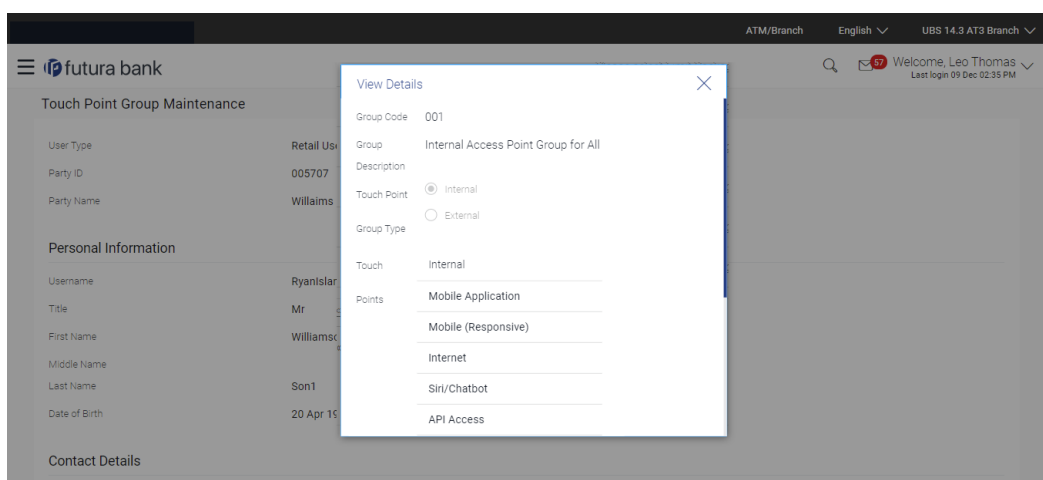 ATM/Branch English UBS 14.3 AT3 Branch
futura bank
57 Welcome, Leo Thomas
Last login 09 Dec 02:35 PM
Touch Point Group Maintenance
User Type Retail
Party ID 005707
Party Name Willaims
Personal Information
Username
Title Mr
First Name
Middle Name
Last Name Son1
Date of Birth 20 Apr
Contact Details
View Details
Group Code 001
Group Description Internal Access Point Group for All
Touch Point Group Type
Internal
External
Touch Points
Internal
Mobile Application
Mobile (Responsive)
Internet
Siri/Chatbot
API Access